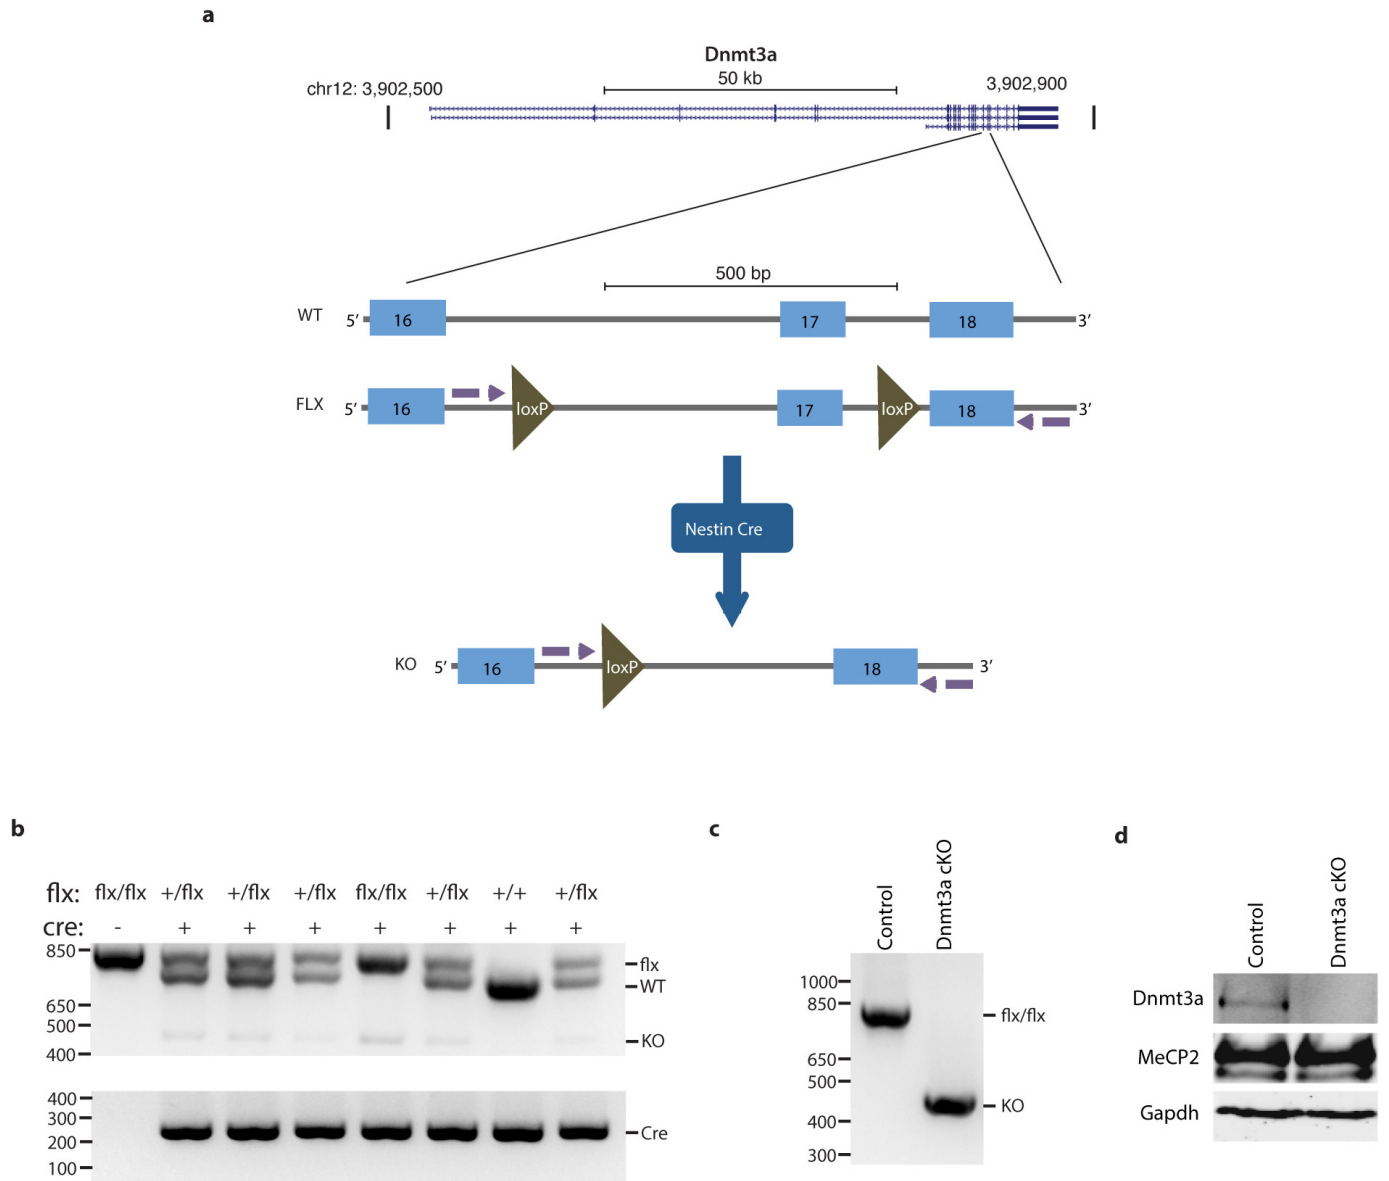 a
Dnmt3a
50 kb
chr12: 3,902,500
3,902,900
500 bp
WT 5’ 16 17 18 3’
FLX 5’ 16 loxP 17 loxP 18 3’
Nestin Cre
KO 5’ 16 loxP 18 3’
b
flx: flx/flx +/flx +/flx +/flx flx/flx +/flx +/+ +/flx
cre: - + + + + + + +
850
flx
WT
650
500
KO
400
400
300
Cre
200
100
c
Control
Dnmt3a cKO
1000
850
flx/flx
650
500
KO
400
300
d
Control
Dnmt3a cKO
Dnmt3a
MeCP2
Gapdh